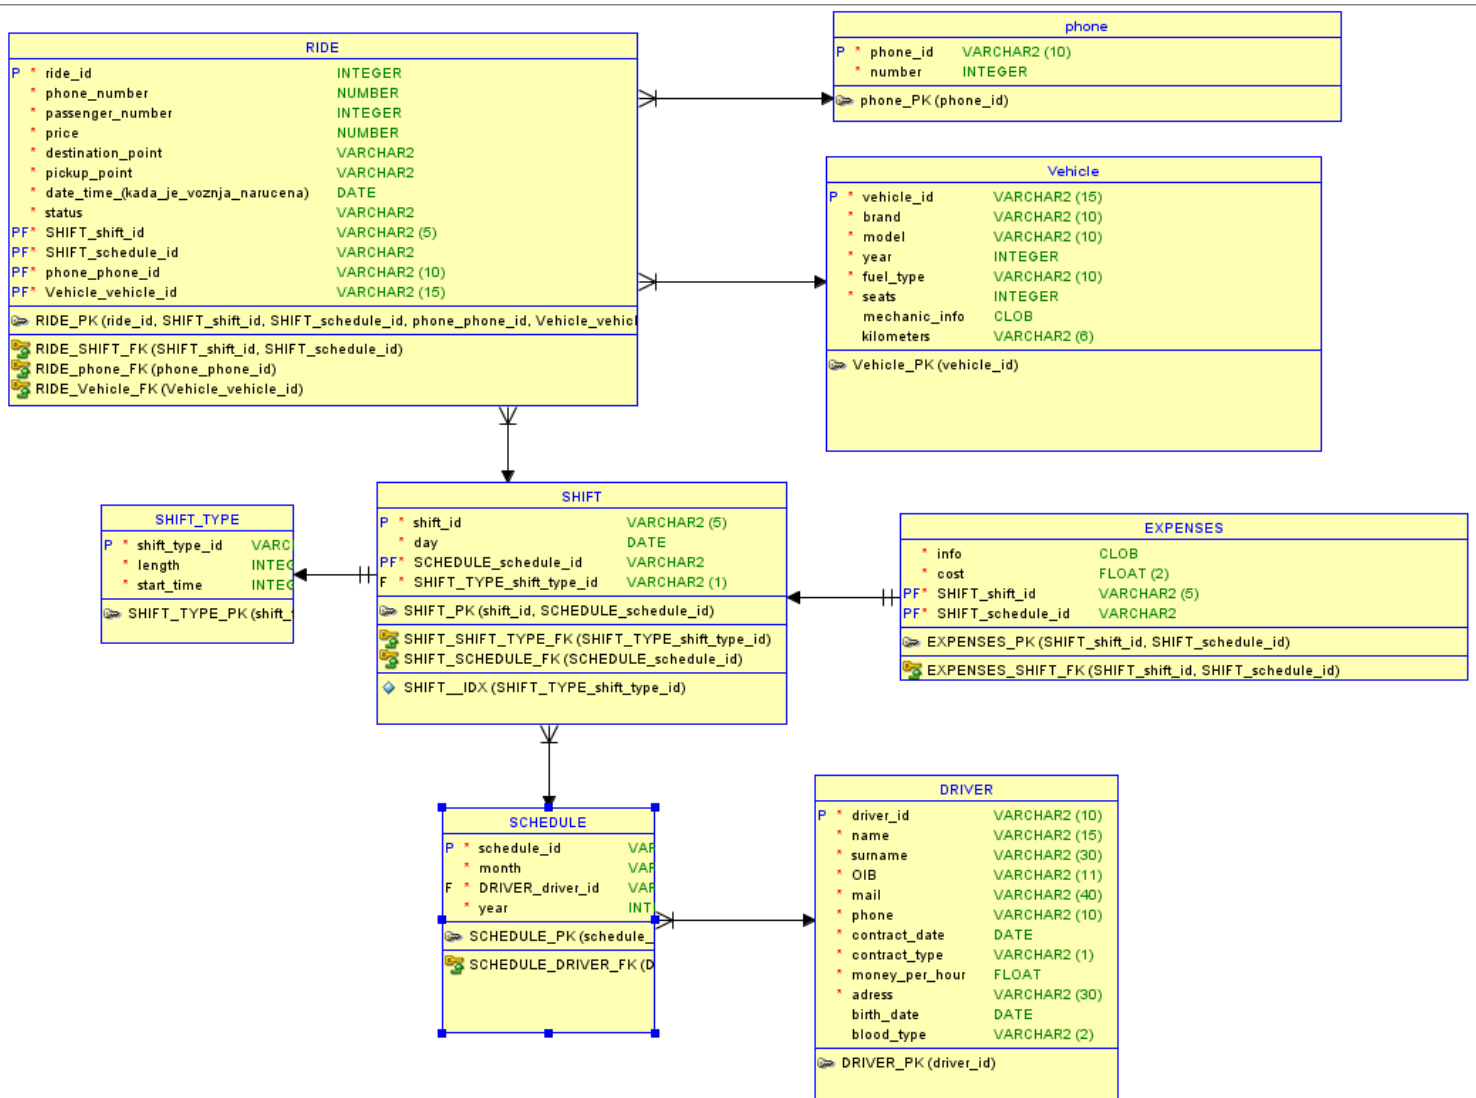 RIDE
P * ride_id INTEGER
* phone_number NUMBER
* passenger_number INTEGER
* price NUMBER
* destination_point VARCHAR2
* pickup_point VARCHAR2
* date_time_(kada_je_voznja_narucena) DATE
* status VARCHAR2
PF* SHIFT_shift_id VARCHAR2 (5)
PF* SHIFT_schedule_id VARCHAR2
PF* phone_phone_id VARCHAR2 (10)
PF* Vehicle_vehicle_id VARCHAR2 (15)
RIDE_PK (ride_id, SHIFT_shift_id, SHIFT_schedule_id, phone_phone_id, Vehicle_vehicl
RIDE_SHIFT_FK (SHIFT_shift_id, SHIFT_schedule_id)
RIDE_phone_FK (phone_phone_id)
RIDE_Vehicle_FK (Vehicle_vehicle_id)
phone
P * phone_id VARCHAR2 (10)
* number INTEGER
phone_PK (phone_id)
Vehicle
P * vehicle_id VARCHAR2 (15)
* brand VARCHAR2 (10)
* model VARCHAR2 (10)
* year INTEGER
* fuel_type VARCHAR2 (10)
* seats INTEGER
mechanic_info CLOB
kilometers VARCHAR2 (6)
Vehicle_PK (vehicle_id)
SHIFT_TYPE
P * shift_type_id VARC
* length INTEG
* start_time INTEG
SHIFT_TYPE_PK (shift_t
SHIFT
P * shift_id VARCHAR2 (5)
* day DATE
PF* SCHEDULE_schedule_id VARCHAR2
F * SHIFT_TYPE_shift_type_id VARCHAR2 (1)
SHIFT_PK (shift_id, SCHEDULE_schedule_id)
SHIFT_SHIFT_TYPE_FK (SHIFT_TYPE_shift_type_id)
SHIFT_SCHEDULE_FK (SCHEDULE_schedule_id)
SHIFT__IDX (SHIFT_TYPE_shift_type_id)
EXPENSES
* info CLOB
* cost FLOAT (2)
PF* SHIFT_shift_id VARCHAR2 (5)
PF* SHIFT_schedule_id VARCHAR2
EXPENSES_PK (SHIFT_shift_id, SHIFT_schedule_id)
EXPENSES_SHIFT_FK (SHIFT_shift_id, SHIFT_schedule_id)
SCHEDULE
P * schedule_id VAR
* month VAR
F * DRIVER_driver_id VAR
* year INT
SCHEDULE_PK (schedule_
SCHEDULE_DRIVER_FK (D
DRIVER
P * driver_id VARCHAR2 (10)
* name VARCHAR2 (15)
* surname VARCHAR2 (30)
* OIB VARCHAR2 (11)
* mail VARCHAR2 (40)
* phone VARCHAR2 (10)
* contract_date DATE
* contract_type VARCHAR2 (1)
* money_per_hour FLOAT
* adress VARCHAR2 (30)
birth_date DATE
blood_type VARCHAR2 (2)
DRIVER_PK (driver_id)